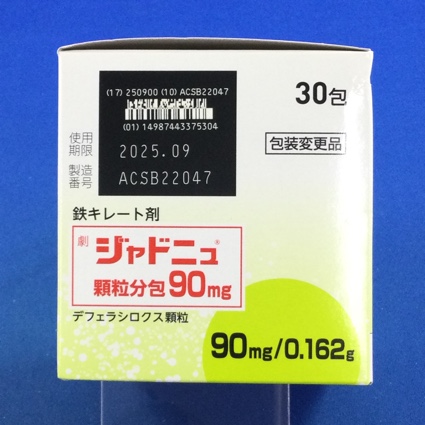 (17) 250900 (10) ACSB22047
(01) 14987443375304
30包
使用
期限
2025.09
包装変更品
製造
番号
ACSB22047
鉄キレート剤
劇
ジャドニュ®
顆粒分包90mg
デフェラシロクス顆粒
90mg/0.162g